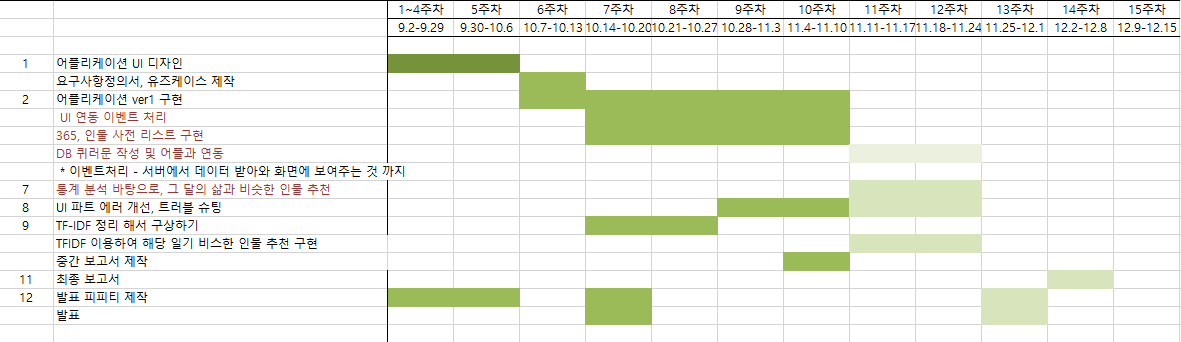 1~4주차 5주차 6주차 7주차 8주차 9주차 10주차 11주차 12주차 13주차 14주차 15주차
9.2-9.29 9.30-10.6 10.7-10.13 10.14-10.20 10.21-10.27 10.28-11.3 11.4-11.10 11.11-11.17 11.18-11.24 11.25-12.1 12.2-12.8 12.9-12.15
1 어플리케이션 UI 디자인
요구사항정의서, 유즈케이스 제작
2 어플리케이션 ver1 구현
UI 연동 이벤트 처리
365, 인물 사전 리스트 구현
DB 쿼러문 작성 및 어플과 연동
* 이벤트처리 - 서버에서 데이터 받아와 화면에 보여주는 것 까지
7 통계 분석 바탕으로, 그 달의 삶과 비슷한 인물 추천
8 UI 파트 에러 개선, 트러블 슈팅
9 TF-IDF 정리 해서 구상하기
TFIDF 이용하여 해당 일기 비스한 인물 추천 구현
중간 보고서 제작
11 최종 보고서
12 발표 피피티 제작
발표